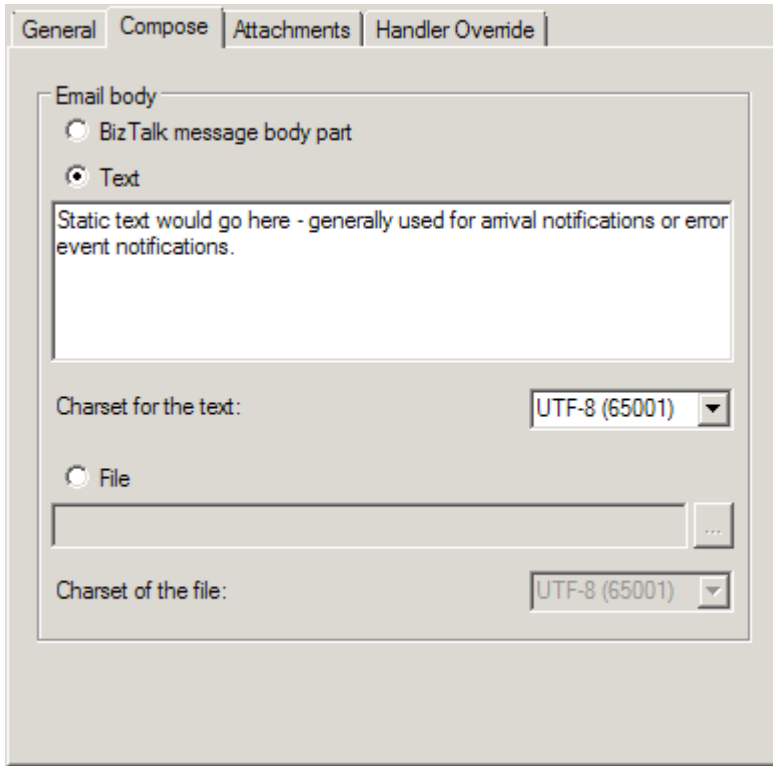 General Compose Attachments Handler Override
Email body
BizTalk message body part
Text
Static text would go here - generally used for arrival notifications or error
event notifications.
Charset for the text: UTF-8 (65001)
File
...
Charset of the file: UTF-8 (65001)